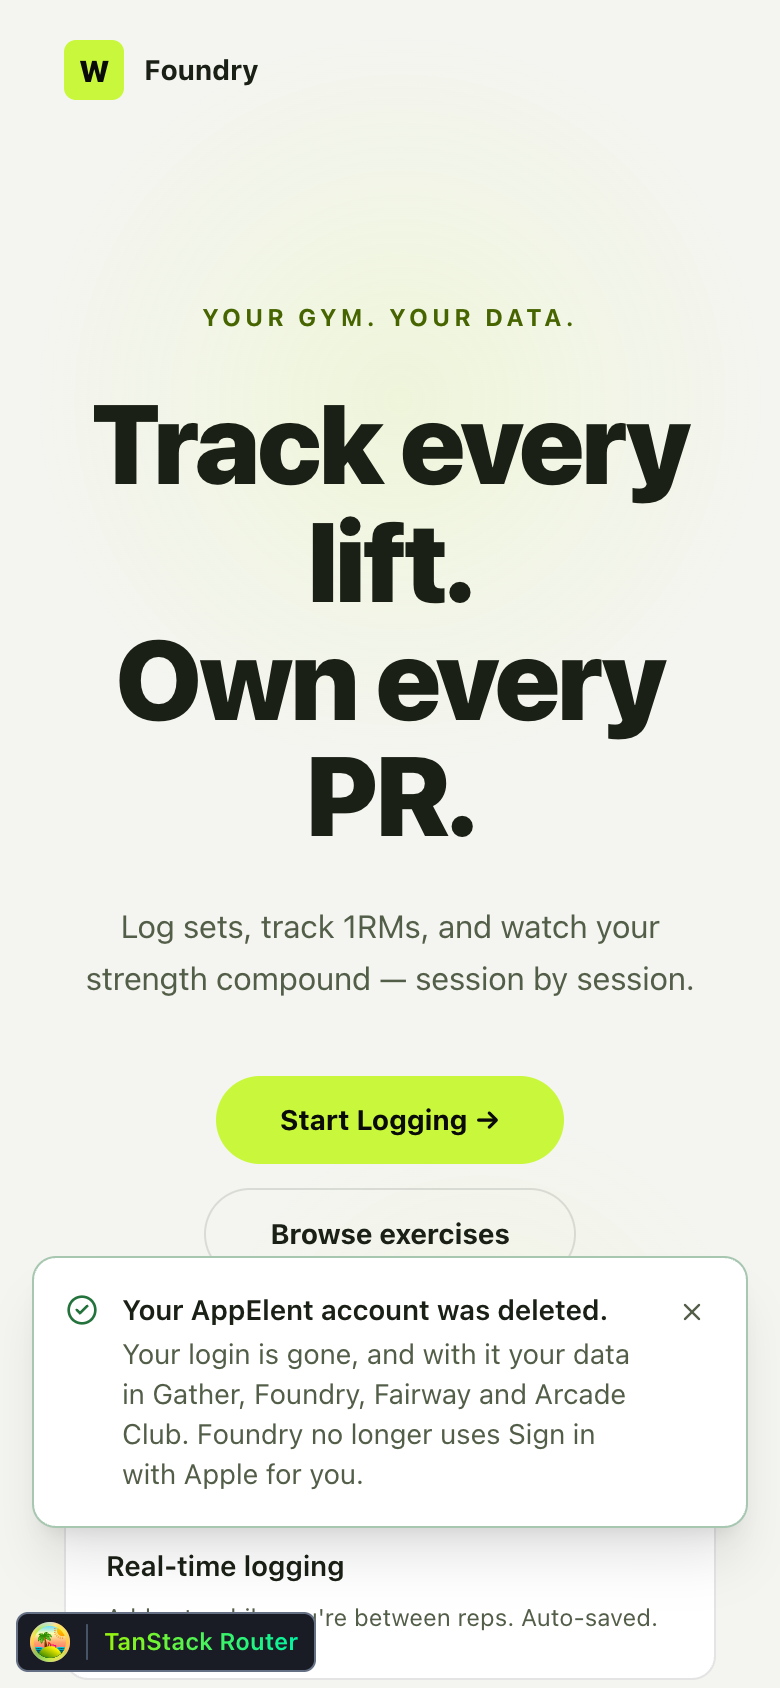 W Foundry
YOUR GYM. YOUR DATA.
Track every
lift.
Own every
PR.
Log sets, track 1RMs, and watch your
strength compound — session by session.
Start Logging →
Browse exercises
Your AppElent account was deleted.
Your login is gone, and with it your data
in Gather, Foundry, Fairway and Arcade
Club. Foundry no longer uses Sign in
with Apple for you.
Real-time logging
between reps. Auto-saved.
TanStack Router